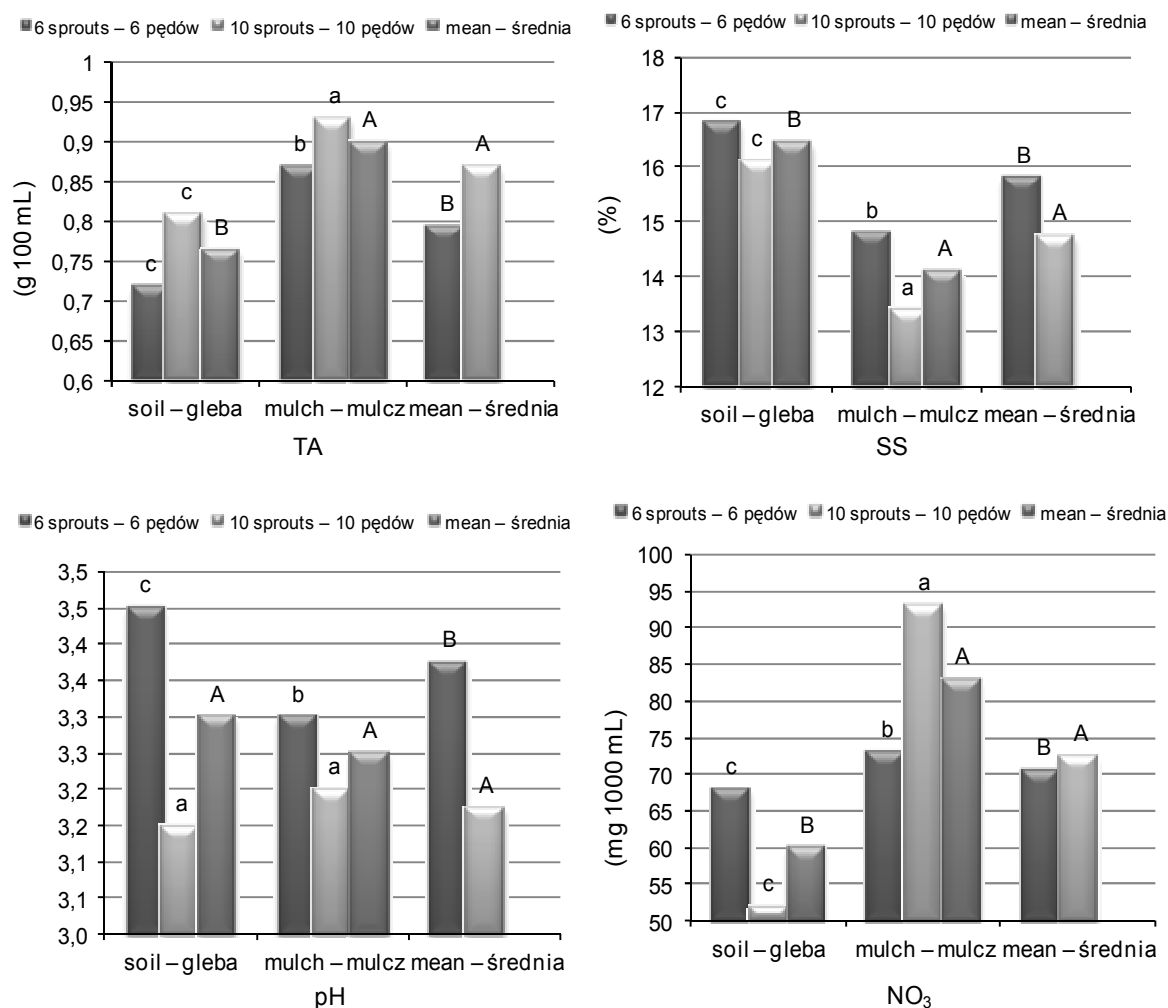 6 sprouts – 6 pędów 10 sprouts – 10 pędów mean – średnia
(g 100 mL)
1
0,95
0,9
0,85
0,8
0,75
0,7
0,65
0,6
c
c
B
b
a
A
B
A
soil – gleba mulch – mulcz mean – średnia
TA
6 sprouts – 6 pędów 10 sprouts – 10 pędów mean – średnia
(%)
18
17
16
15
14
13
12
c
c
B
b
a
A
B
A
soil – gleba mulch – mulcz mean – średnia
SS
6 sprouts – 6 pędów 10 sprouts – 10 pędów mean – średnia
3,5
3,5
3,4
3,4
3,3
3,3
3,2
3,2
3,1
3,1
3,0
c
a
A
b
a
A
B
A
soil – gleba mulch – mulcz mean – średnia
pH
6 sprouts – 6 pędów 10 sprouts – 10 pędów mean – średnia
(mg 1000 mL)
100
95
90
85
80
75
70
65
60
55
50
c
c
B
b
a
A
B
A
soil – gleba mulch – mulcz mean – średnia
NO₃